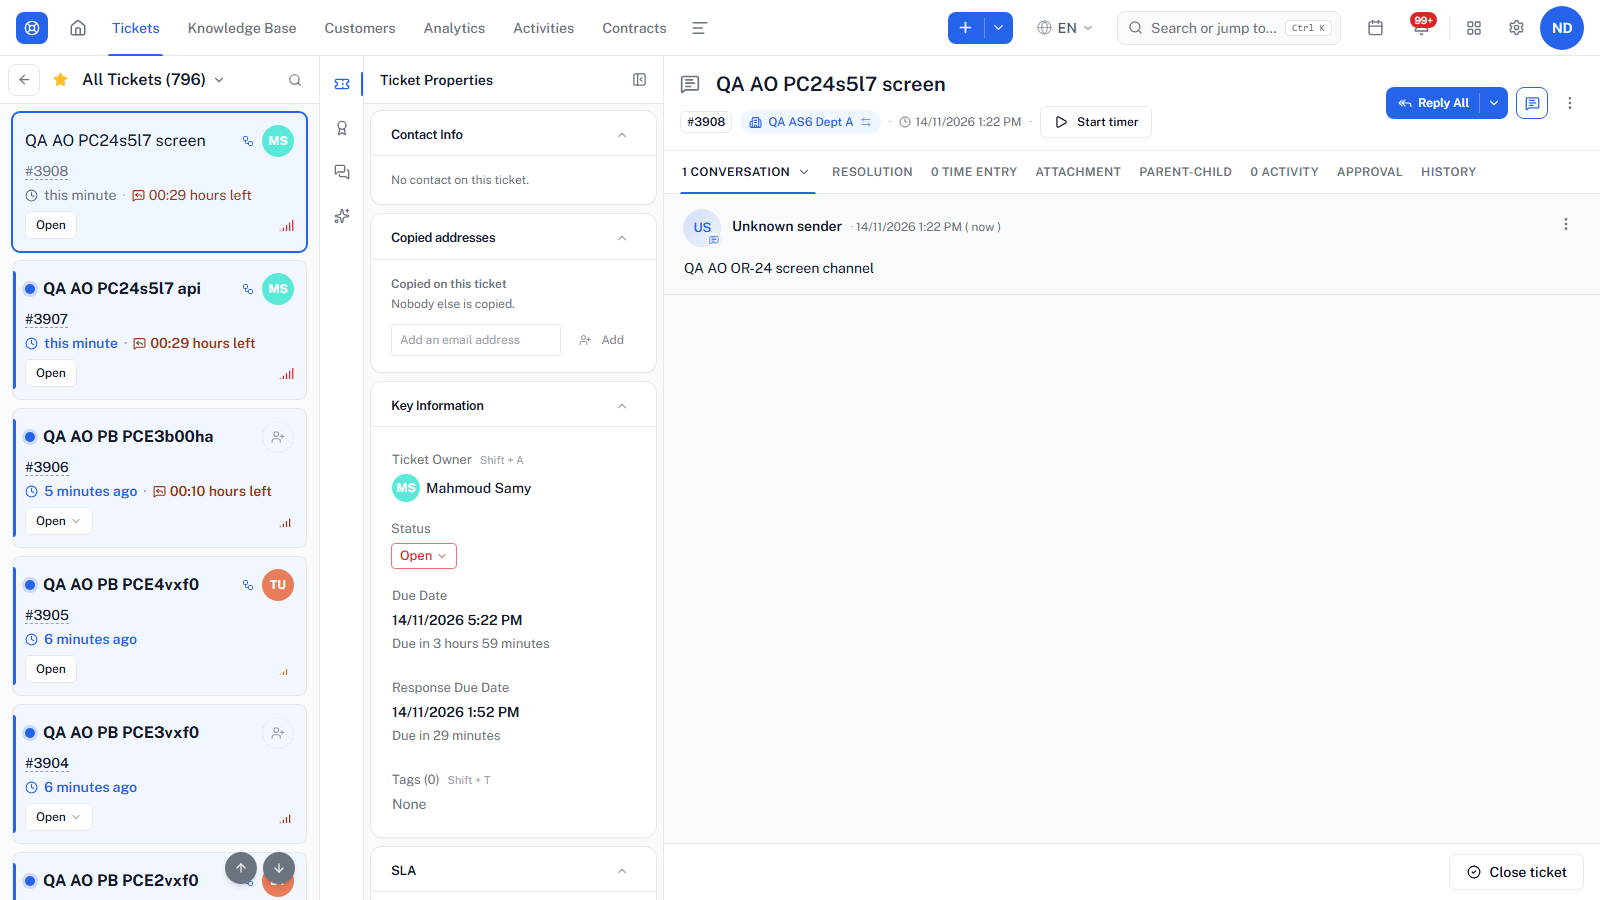 Tickets
Knowledge Base
Customers
Analytics
Activities
Contracts
EN
Search or jump to...
Ctrl K
99+
ND
All Tickets (796)
QA AO PC24s5l7 screen
MS
#3908
this minute · 00:29 hours left
Open
QA AO PC24s5l7 api
MS
#3907
this minute · 00:29 hours left
Open
QA AO PB PCE3b00ha
#3906
5 minutes ago · 00:10 hours left
Open
QA AO PB PCE4vxf0
TU
#3905
6 minutes ago
Open
QA AO PB PCE3vxf0
#3904
6 minutes ago
Open
QA AO PB PCE2vxf0
Ticket Properties
Contact Info
No contact on this ticket.
Copied addresses
Copied on this ticket
Nobody else is copied.
Add an email address
Add
Key Information
Ticket Owner Shift + A
MS Mahmoud Samy
Status
Open
Due Date
14/11/2026 5:22 PM
Due in 3 hours 59 minutes
Response Due Date
14/11/2026 1:52 PM
Due in 29 minutes
Tags (0) Shift + T
None
SLA
QA AO PC24s5l7 screen
#3908
QA AS6 Dept A
· 14/11/2026 1:22 PM ·
Start timer
Reply All
1 CONVERSATION
RESOLUTION
0 TIME ENTRY
ATTACHMENT
PARENT-CHILD
0 ACTIVITY
APPROVAL
HISTORY
US
Unknown sender · 14/11/2026 1:22 PM ( now )
QA AO OR-24 screen channel
Close ticket